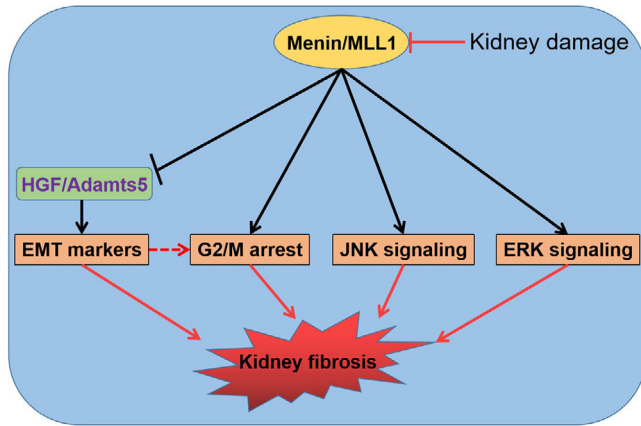 Menin/MLL1
Kidney damage
HGF/Adamts5
EMT markers
G2/M arrest
JNK signaling
ERK signaling
Kidney fibrosis